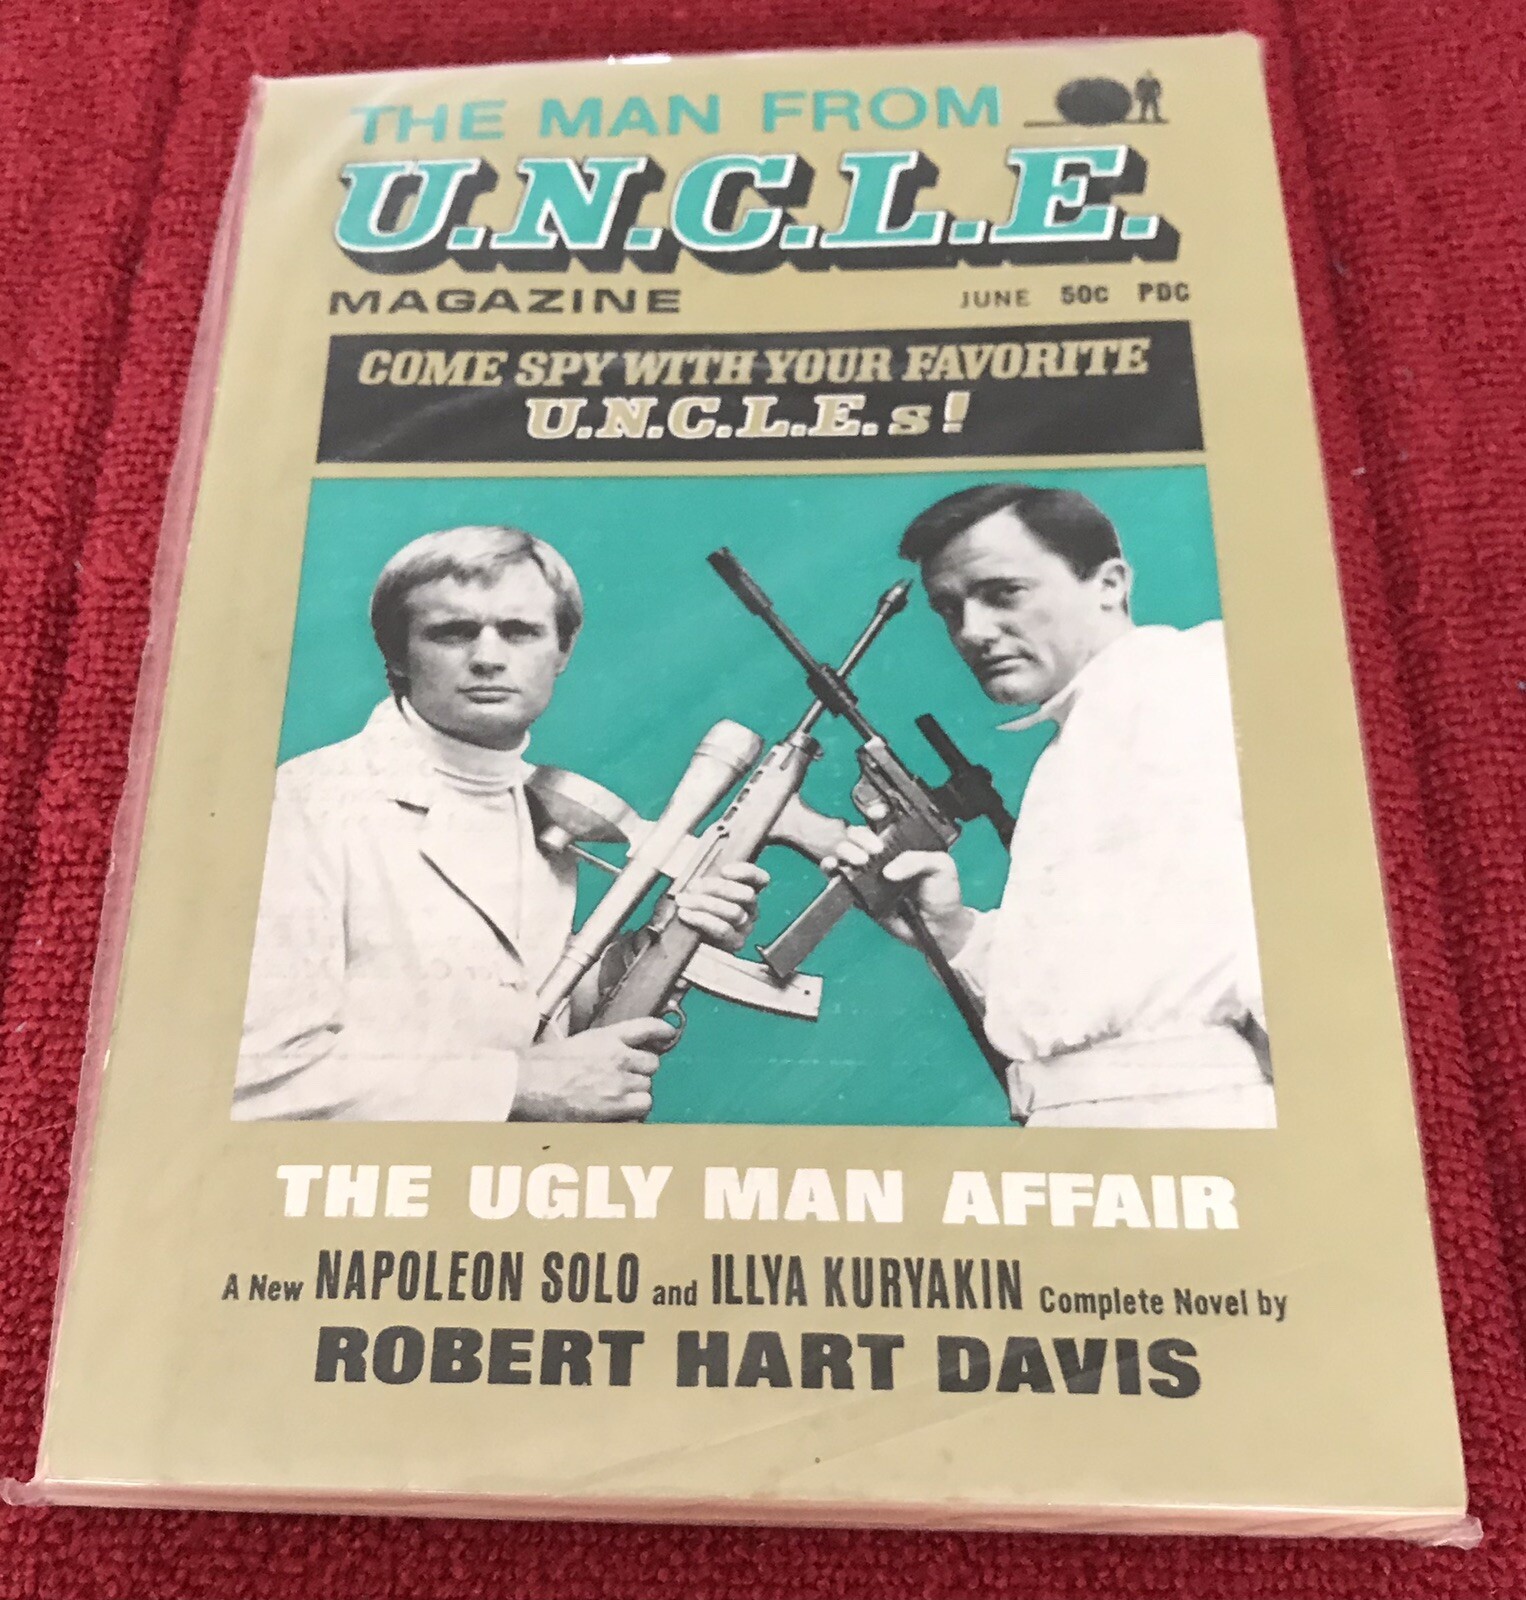 THE MAN FROM
U.N.C.L.E.
MAGAZINE JUNE 50c PDC
COME SPY WITH YOUR FAVORITE
U.N.C.L.E.s!
THE UGLY MAN AFFAIR
A New NAPOLEON SOLO and ILLYA KURYAKIN Complete Novel by
ROBERT HART DAVIS